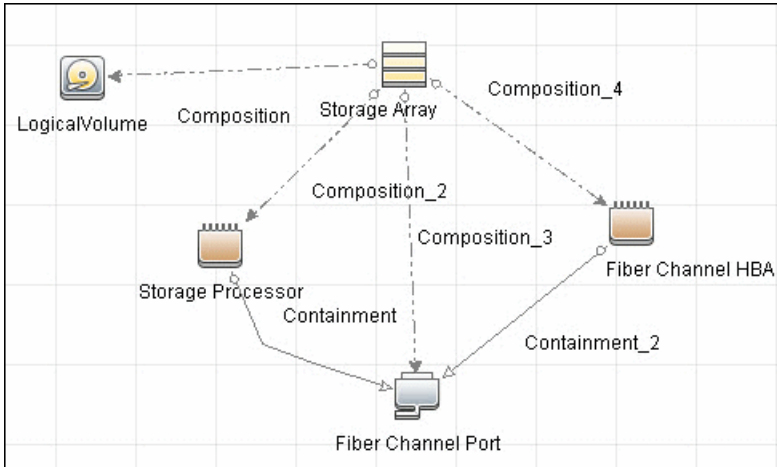 Composition_4
Storage Array
Composition
LogicalVolume
Composition_2
Composition_3
Fiber Channel HBA
Storage Processor
Containment
Containment_2
Fiber Channel Port